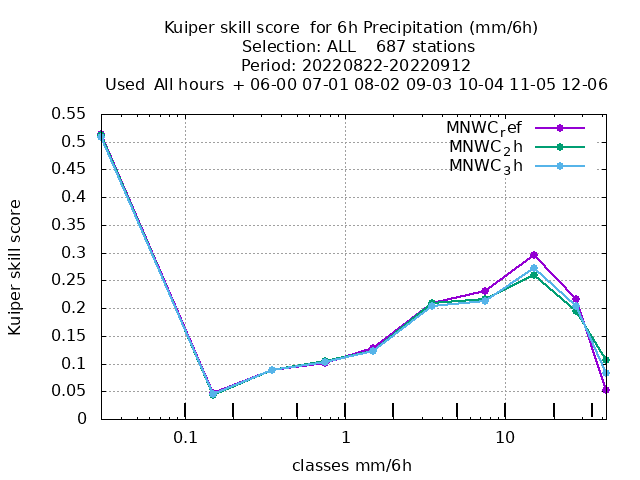 Kuiper skill score  for 6h Precipitation (mm/6h)
Selection: ALL    687 stations
Period: 20220822-20220912
Used  All hours  + 06-00 07-01 08-02 09-03 10-04 11-05 12-06
MNWC_ref
MNWC_2h
MNWC_3h
Kuiper skill score
0.55
0.5
0.45
0.4
0.35
0.3
0.25
0.2
0.15
0.1
0.05
0
0.1 1 10
classes mm/6h